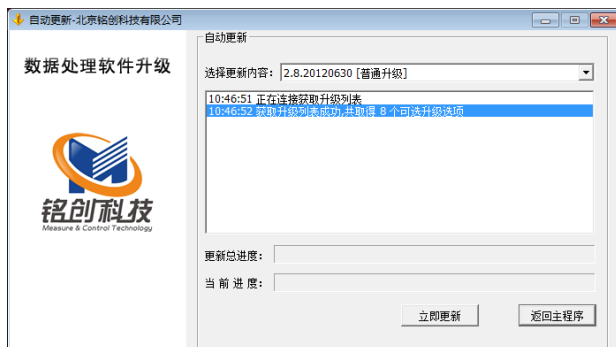 自动更新-北京铭创科技有限公司
数据处理软件升级
铭创科技
Measure & Control Technology
自动更新
选择更新内容：
2.8.20120630 [普通升级]
10:46:51 正在连接获取升级列表
10:46:52 获取升级列表成功,共取得 8 个可选升级选项
更新总进度：
当 前 进 度：
立即更新
返回主程序